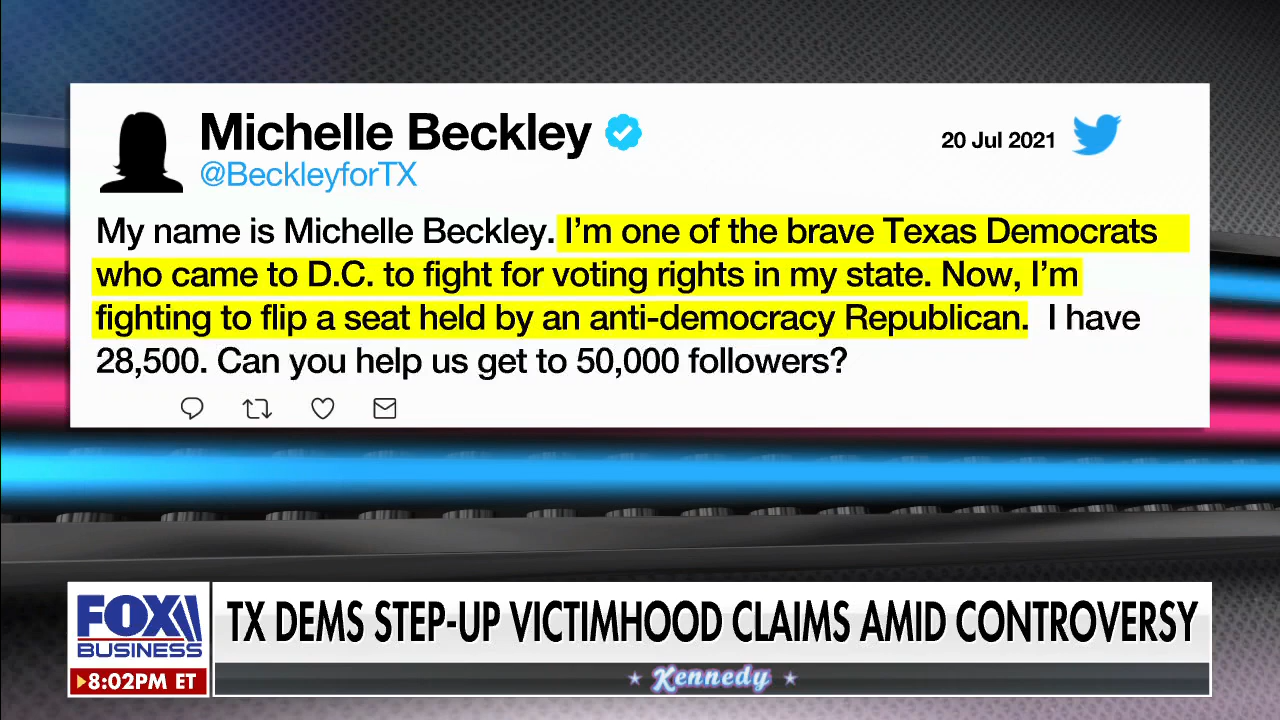 Michelle Beckley
@BeckleyforTX
20 Jul 2021
My name is Michelle Beckley. I'm one of the brave Texas Democrats
who came to D.C. to fight for voting rights in my state. Now, I'm
fighting to flip a seat held by an anti-democracy Republican. I have
28,500. Can you help us get to 50,000 followers?
FOX
BUSINESS
8:02PM ET
TX DEMS STEP-UP VICTIMHOOD CLAIMS AMID CONTROVERSY
Kennedy